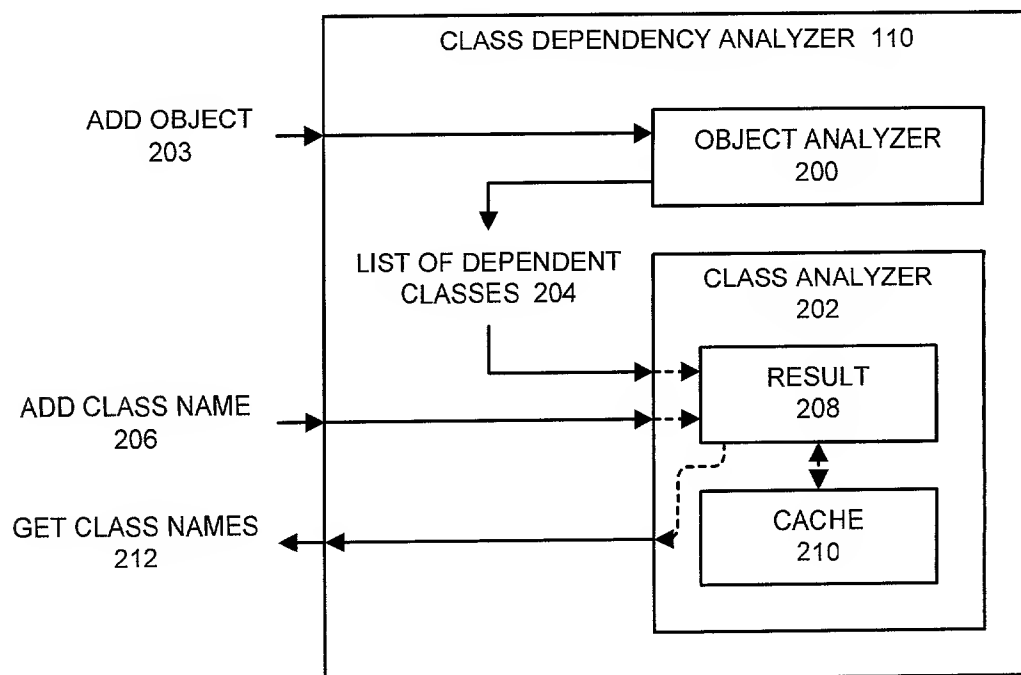 CLASS DEPENDENCY ANALYZER 110
ADD OBJECT
203
OBJECT ANALYZER
200
LIST OF DEPENDENT
CLASSES 204
CLASS ANALYZER
202
RESULT
208
ADD CLASS NAME
206
GET CLASS NAMES
212
CACHE
210